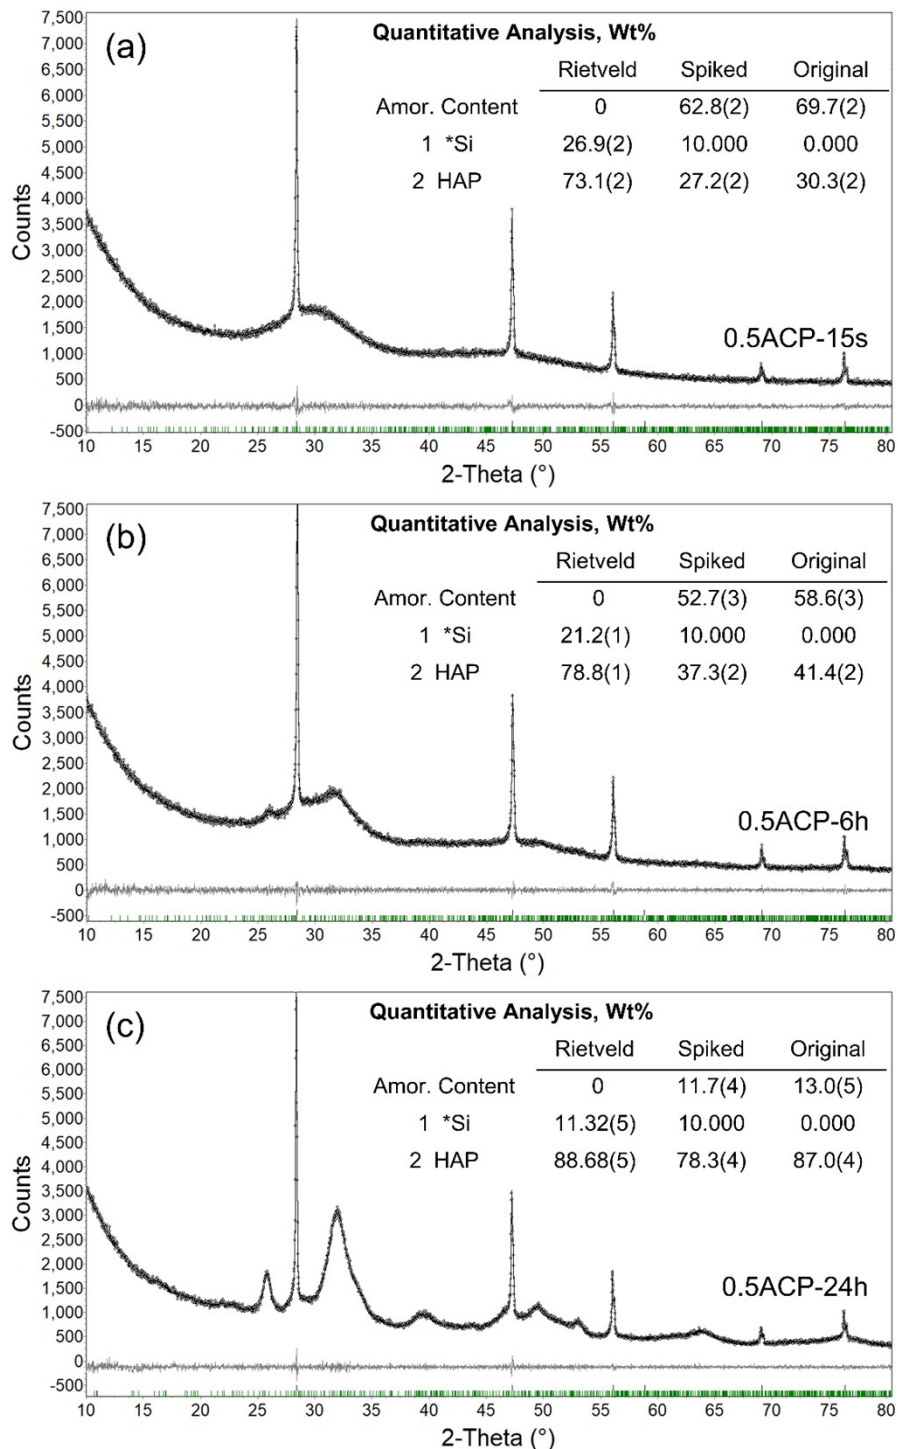 (a)
Quantitative Analysis, Wt%
Rietveld Spiked Original
Amor. Content 0 62.8(2) 69.7(2)
1 *Si 26.9(2) 10.000 0.000
2 HAP 73.1(2) 27.2(2) 30.3(2)
7,500
7,000
6,500
6,000
5,500
5,000
4,500
4,000
3,500
3,000
2,500
2,000
1,500
1,000
500
0
-500
Counts
0.5ACP-15s
10 15 20 25 30 35 40 45 50 55 60 65 70 75 80
2-Theta (°)
(b)
Quantitative Analysis, Wt%
Rietveld Spiked Original
Amor. Content 0 52.7(3) 58.6(3)
1 *Si 21.2(1) 10.000 0.000
2 HAP 78.8(1) 37.3(2) 41.4(2)
7,500
7,000
6,500
6,000
5,500
5,000
4,500
4,000
3,500
3,000
2,500
2,000
1,500
1,000
500
0
-500
Counts
0.5ACP-6h
10 15 20 25 30 35 40 45 50 55 60 65 70 75 80
2-Theta (°)
(c)
Quantitative Analysis, Wt%
Rietveld Spiked Original
Amor. Content 0 11.7(4) 13.0(5)
1 *Si 11.32(5) 10.000 0.000
2 HAP 88.68(5) 78.3(4) 87.0(4)
7,500
7,000
6,500
6,000
5,500
5,000
4,500
4,000
3,500
3,000
2,500
2,000
1,500
1,000
500
0
-500
Counts
0.5ACP-24h
10 15 20 25 30 35 40 45 50 55 60 65 70 75 80
2-Theta (°)